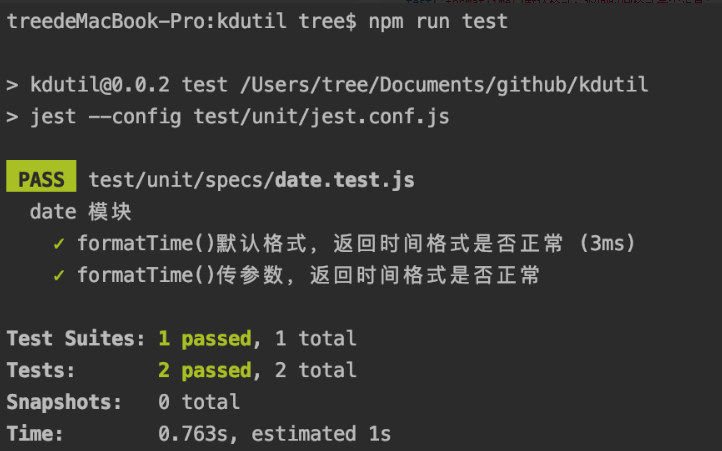 treedeMacBook-Pro:kdutil tree$ npm run test
> kdutil@0.0.2 test /Users/tree/Documents/github/kdutil
> jest --config test/unit/jest.conf.js
PASS test/unit/specs/date.test.js
date 模块
✓ formatTime()默认格式，返回时间格式是否正常 (3ms)
✓ formatTime()传参数，返回时间格式是否正常
Test Suites: 1 passed, 1 total
Tests: 2 passed, 2 total
Snapshots: 0 total
Time: 0.763s, estimated 1s